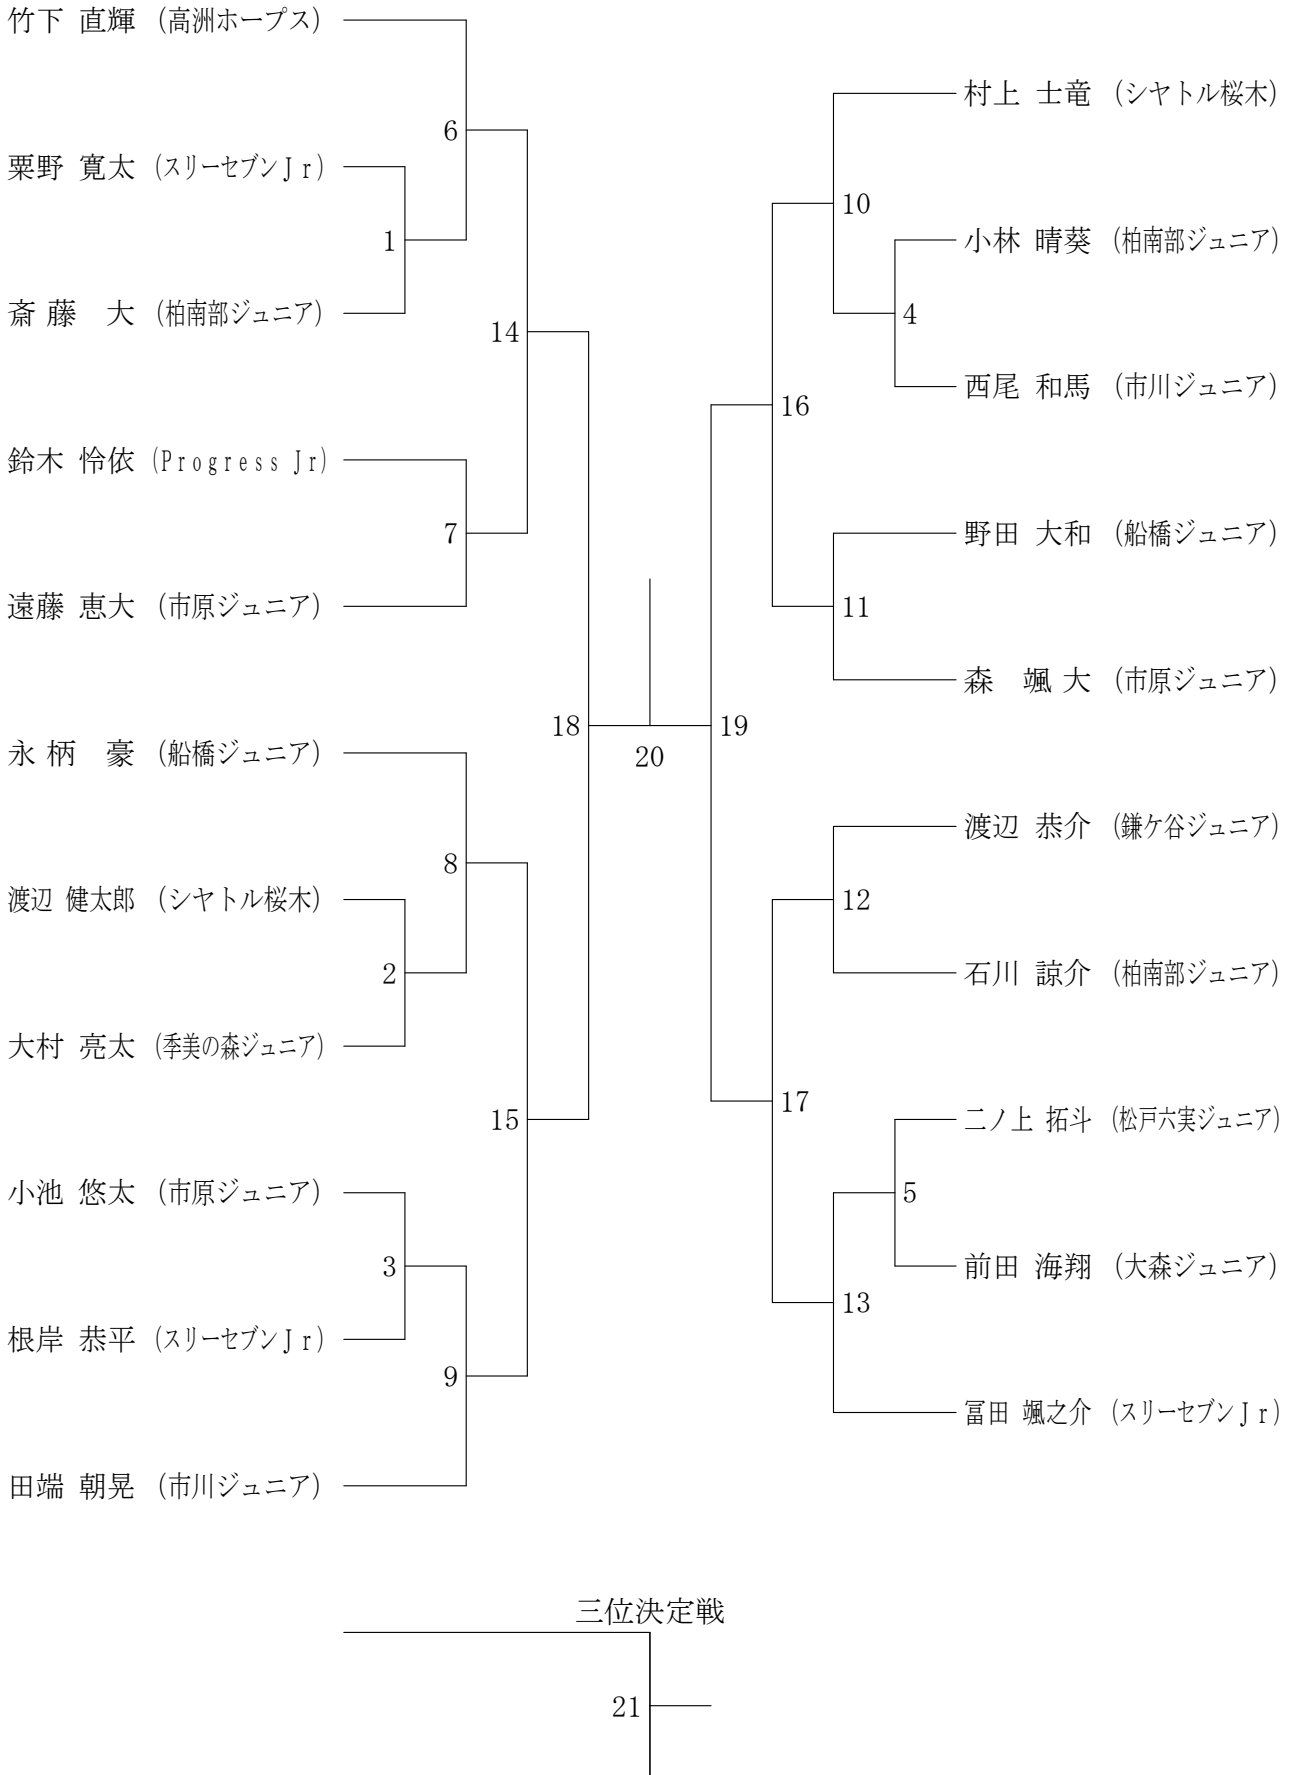 竹下 直輝 (高洲ホープス)
6
粟野 寛太 (スリーセブンJr)
1
斎藤 大 (柏南部ジュニア)
14
鈴木 怜依 (Progress Jr)
7
遠藤 恵大 (市原ジュニア)
18
永柄 豪 (船橋ジュニア)
8
渡辺 健太郎 (シヤトル桜木)
2
大村 亮太 (季美の森ジュニア)
15
小池 悠太 (市原ジュニア)
3
根岸 恭平 (スリーセブンJr)
9
田端 朝晃 (市川ジュニア)
20
村上 士竜 (シヤトル桜木)
10
小林 晴葵 (柏南部ジュニア)
4
西尾 和馬 (市川ジュニア)
16
野田 大和 (船橋ジュニア)
11
森 颯大 (市原ジュニア)
19
渡辺 恭介 (鎌ケ谷ジュニア)
12
石川 諒介 (柏南部ジュニア)
17
二ノ上 拓斗 (松戸六実ジュニア)
5
前田 海翔 (大森ジュニア)
13
冨田 颯之介 (スリーセブンJr)
三位決定戦
21